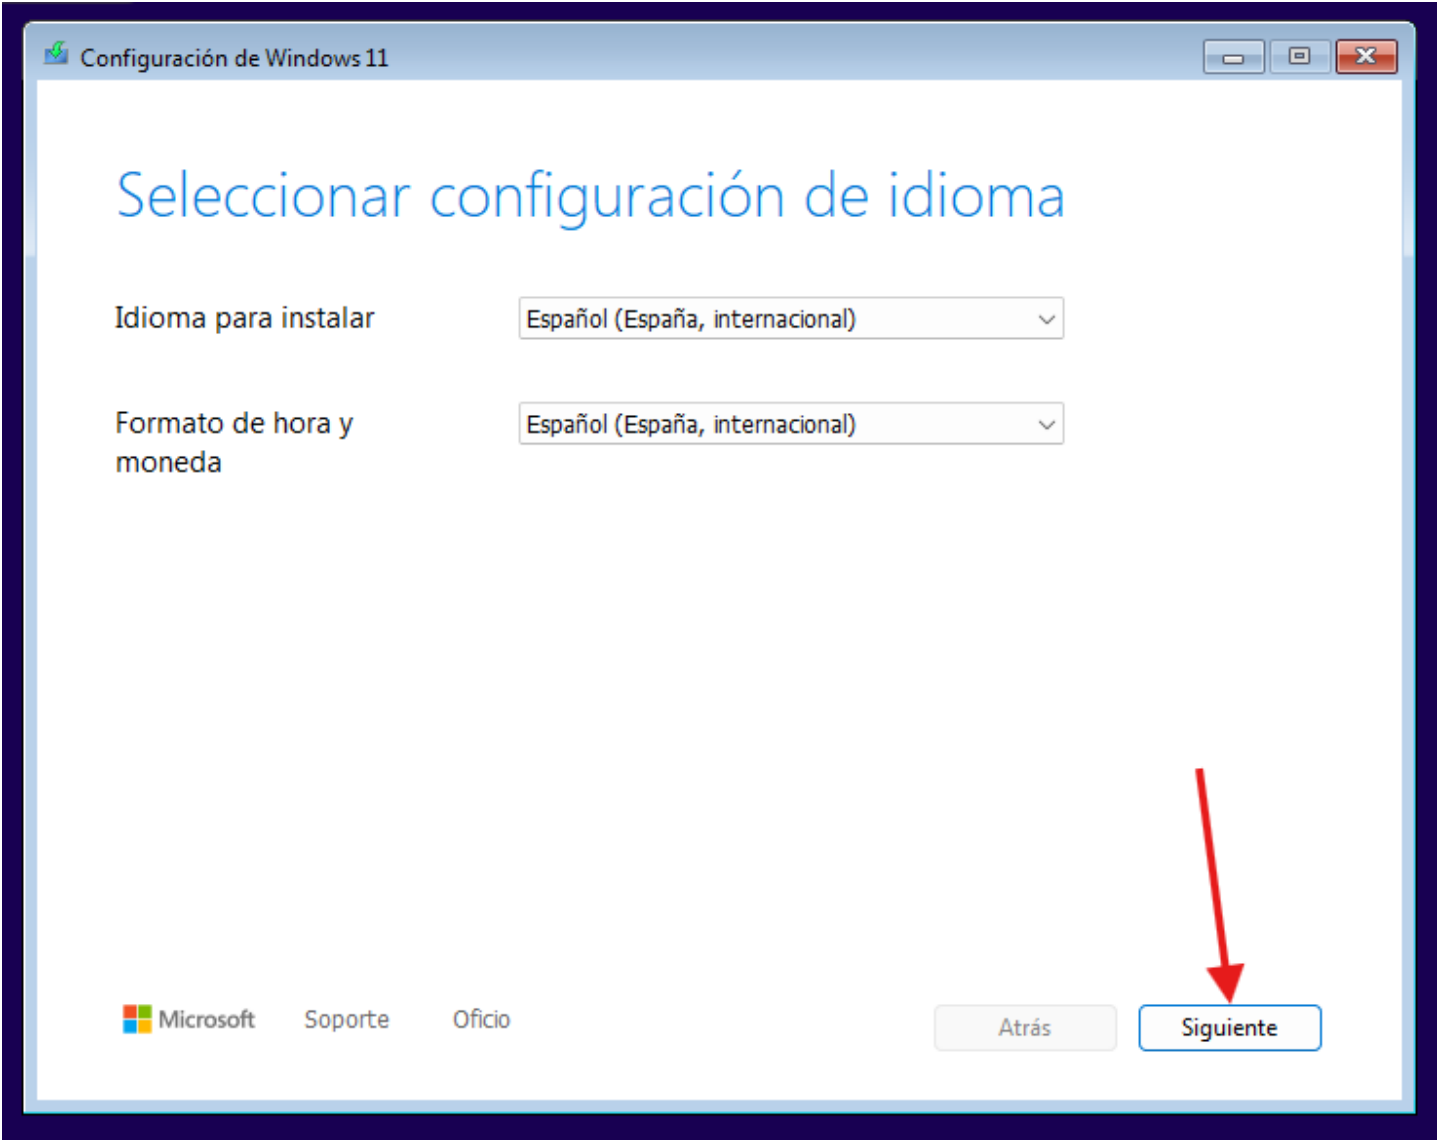 Configuración de Windows 11
Seleccionar configuración de idioma
Idioma para instalar
Español (España, internacional)
Formato de hora y
moneda
Español (España, internacional)
Microsoft
Soporte
Oficio
Atrás
Siguiente